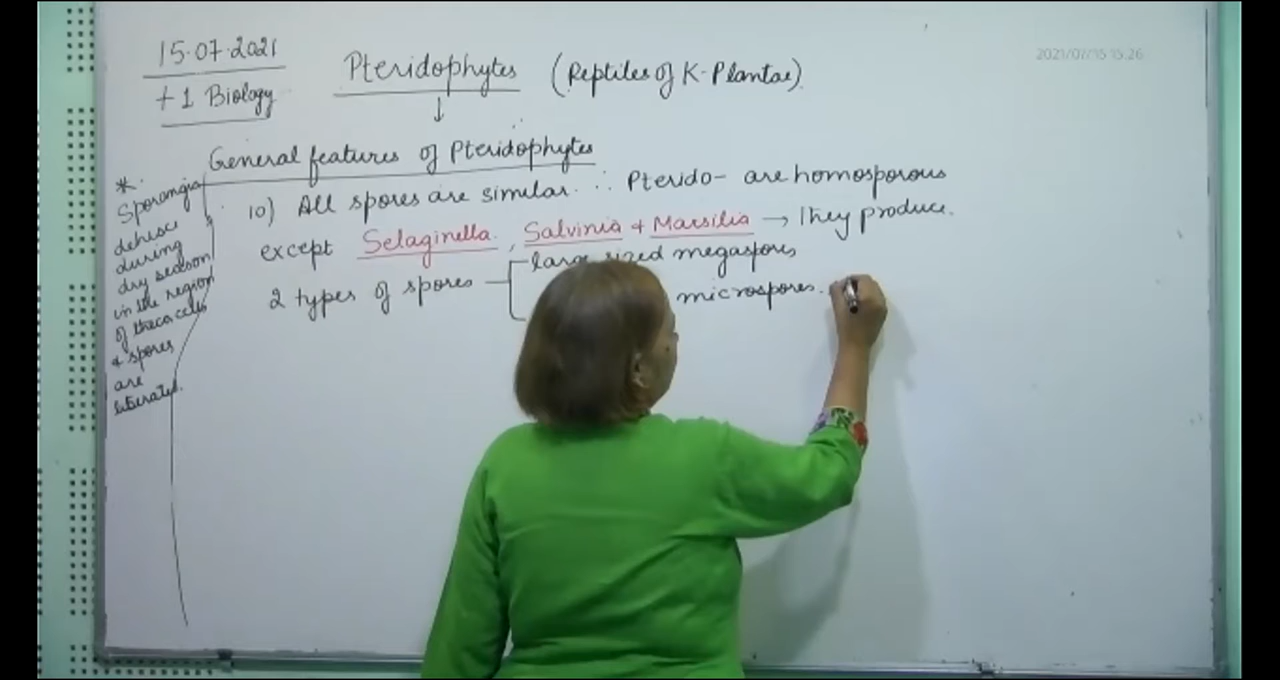 15.07.2021
+1 Biology
Pteridophytes (Reptiles of K-Plantae)
↓
General features of Pteridophytes
10) All spores are similar. ∴ Pterido- are homosporous
except Selaginella, Salvinia + Marsilia → they produce
2 types of spores
large sized megaspores
microspores.
*
Sporangia
dehisce
during
dry season
in the region
of theca cells
+ spores
are
liberated.
2021/07/15 15:26